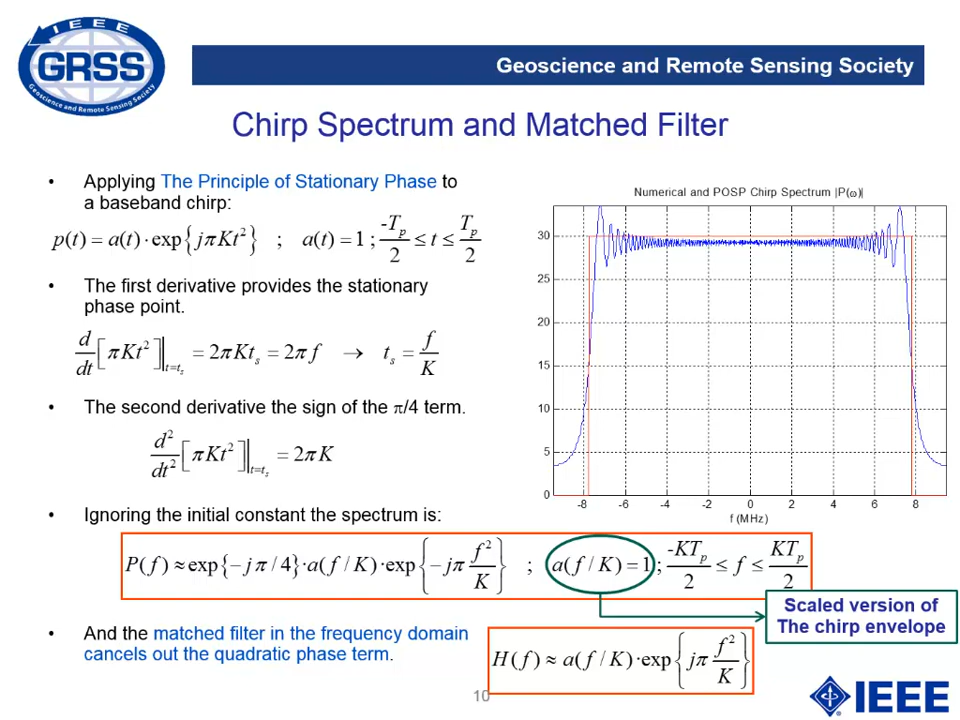 IEEE
GRSS
Geoscience and Remote Sensing Society
Geoscience and Remote Sensing Society
Chirp Spectrum and Matched Filter
• Applying The Principle of Stationary Phase to
a baseband chirp:
p(t) = a(t) · exp{jπKt²} ; a(t) = 1 ; -Tₚ/2 ≤ t ≤ Tₚ/2
• The first derivative provides the stationary
phase point.
d/dt [πKt²]|ₜ₌ₜₛ = 2πKtₛ = 2πf → tₛ = f/K
• The second derivative the sign of the π/4 term.
d²/dt² [πKt²]|ₜ₌ₜₛ = 2πK
• Ignoring the initial constant the spectrum is:
P(f) ≈ exp{−jπ/4}·a(f/K)·exp{−jπ f²/K} ; a(f/K) = 1 ; -KTₚ/2 ≤ f ≤ KTₚ/2
Scaled version of
The chirp envelope
• And the matched filter in the frequency domain
cancels out the quadratic phase term.
H(f) ≈ a(f/K)·exp{jπ f²/K}
Numerical and POSP Chirp Spectrum |P(ω)|
30
25
20
15
10
5
0
-8 -6 -4 -2 0 2 4 6 8
f (MHz)
10
IEEE